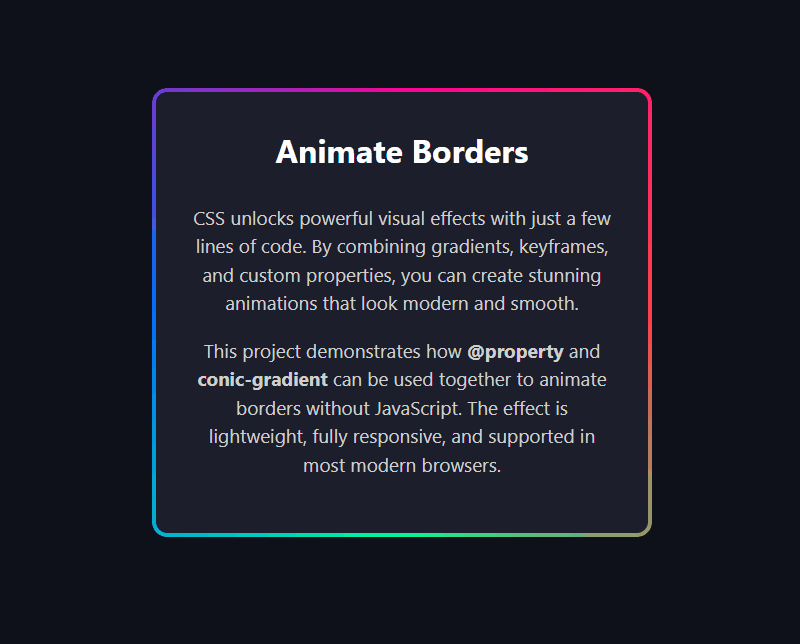 Animate Borders
CSS unlocks powerful visual effects with just a few
lines of code. By combining gradients, keyframes,
and custom properties, you can create stunning
animations that look modern and smooth.
This project demonstrates how @property and
conic-gradient can be used together to animate
borders without JavaScript. The effect is
lightweight, fully responsive, and supported in
most modern browsers.